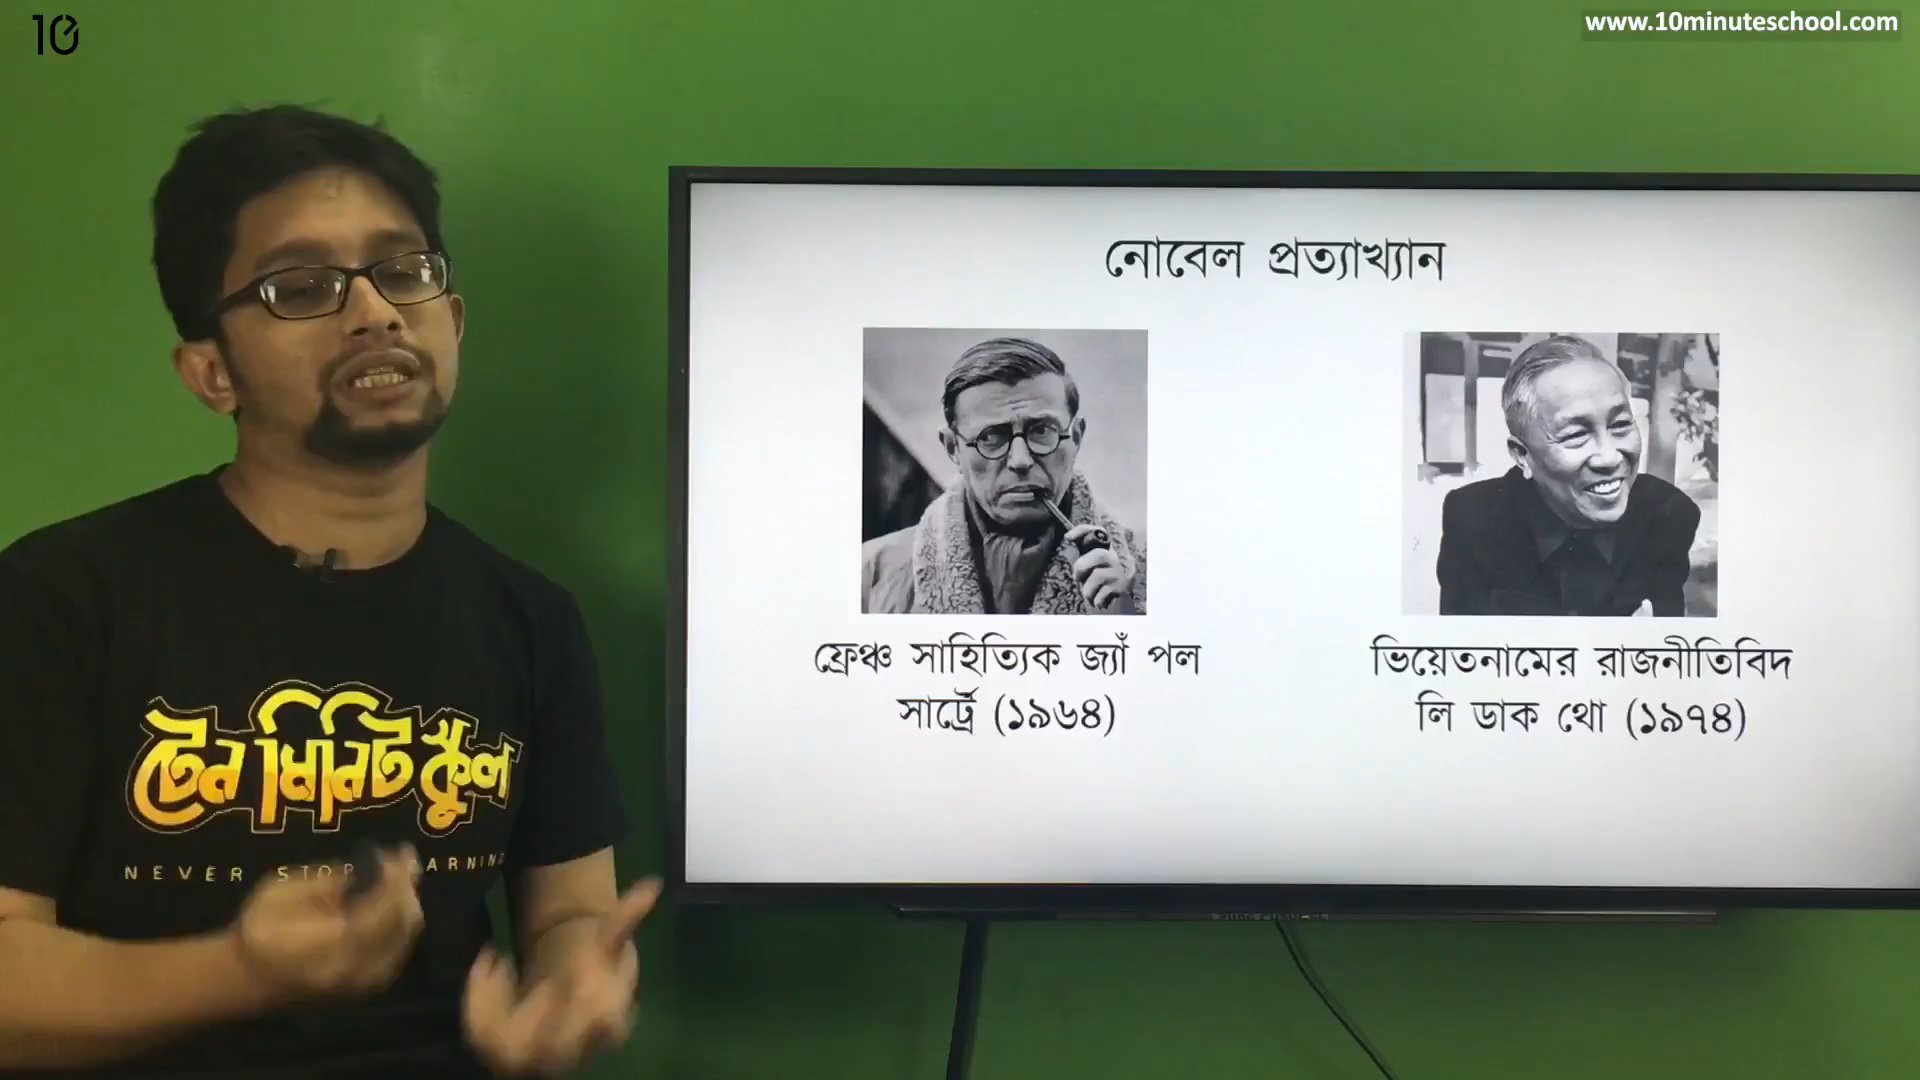 10
www.10minuteschool.com
নোবেল প্রত্যাখ্যান
ফ্রেঞ্চ সাহিত্যিক জ্যাঁ পল
সার্ট্রে (১৯৬৪)
ভিয়েতনামের রাজনীতিবিদ
লি ডাক থো (১৯৭৪)
টেন মিনিট স্কুল
NEVER STOP LEARNING